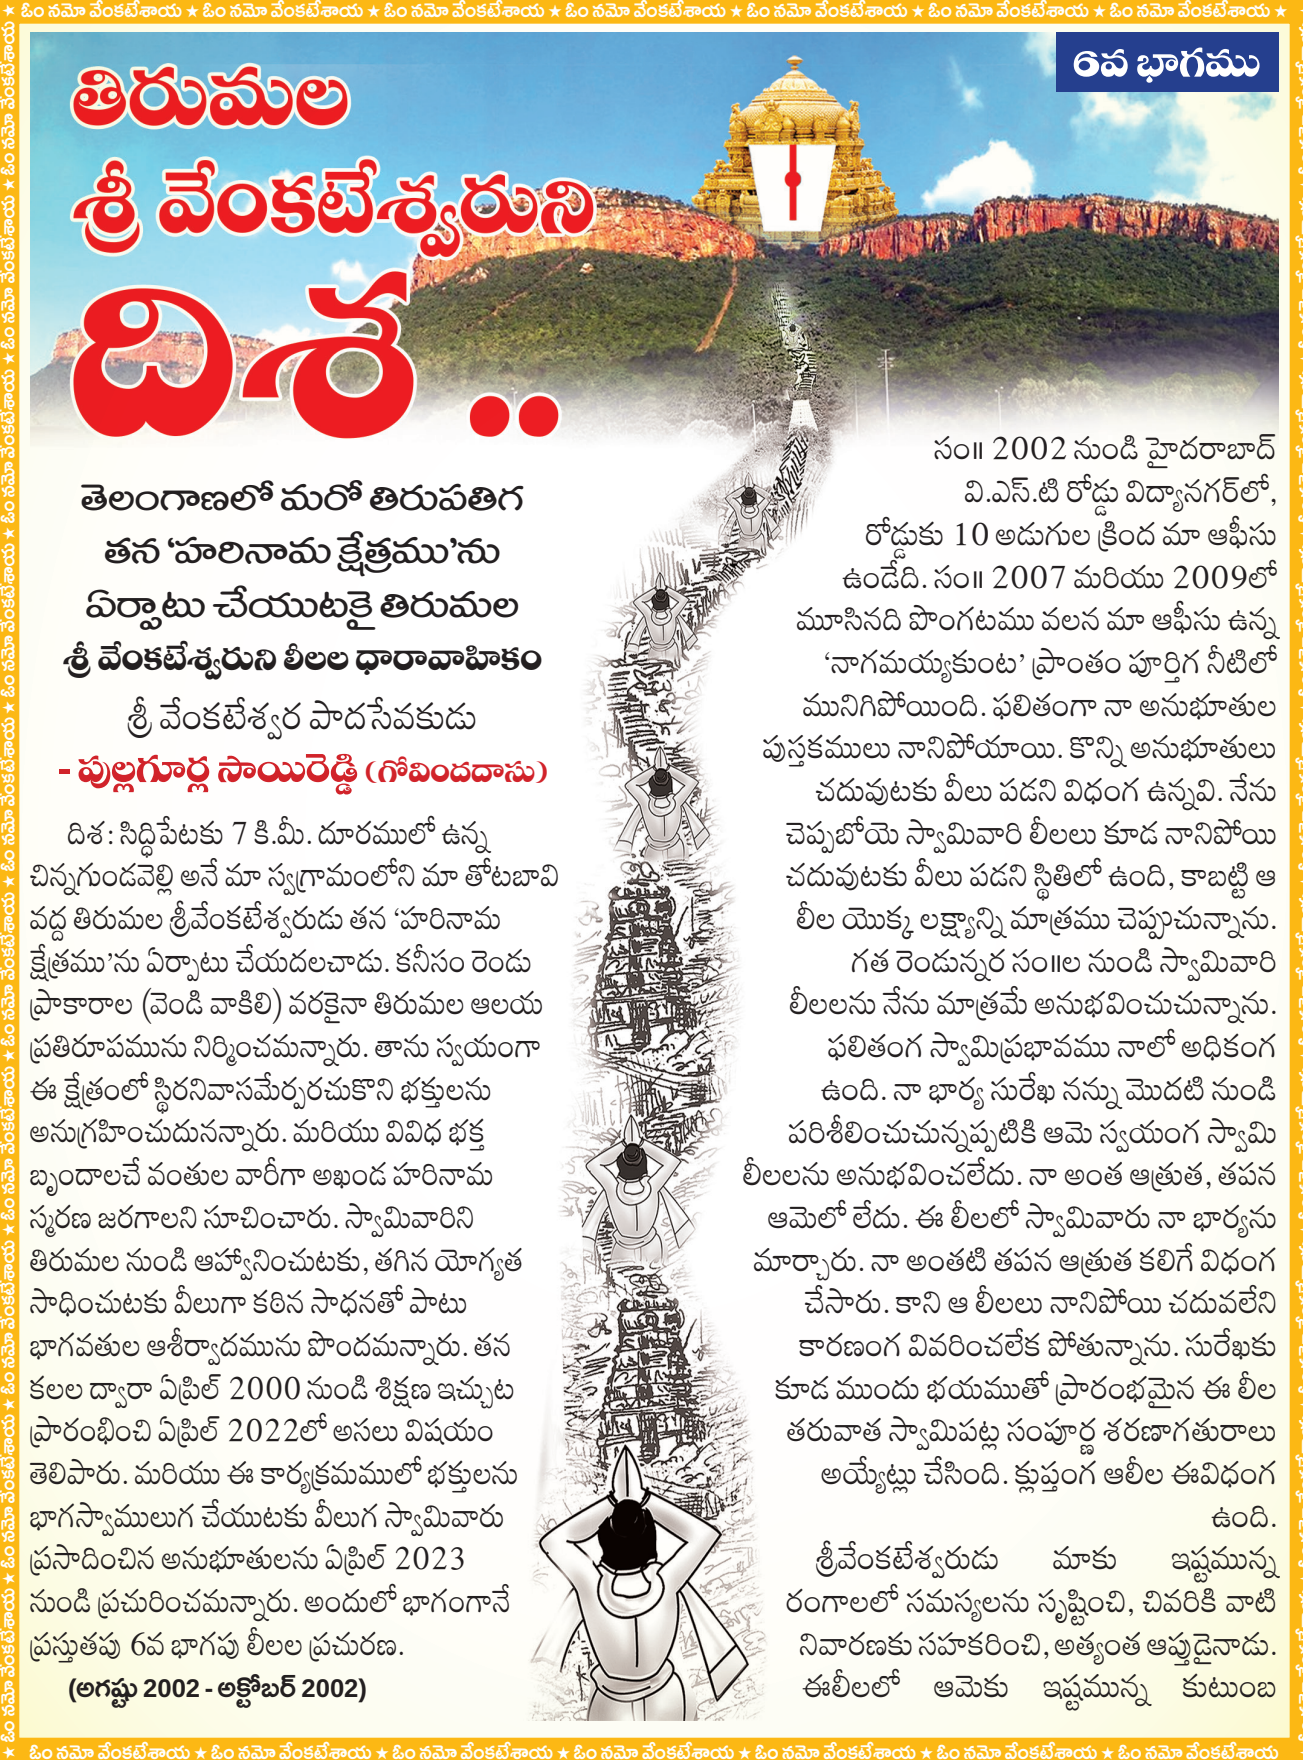 ★ ఓం నమో వేంకటేశాయ ★ ఓం నమో వేంకటేశాయ ★ ఓం నమో వేంకటేశాయ ★ ఓం నమో వేంకటేశాయ ★ ఓం నమో వేంకటేశాయ ★ ఓం నమో వేంకటేశాయ ★ ఓం నమో వేంకటేశాయ ★
6వ భాగము
తిరుమల
శ్రీ వేంకటేశ్వరుని
దిశ ..
తెలంగాణలో మరో తిరుపతిగ
తన ‘హరినామ క్షేత్రము’ను
ఏర్పాటు చేయుటకై తిరుమల
శ్రీ వేంకటేశ్వరుని లీలల ధారావాహికం
శ్రీ వేంకటేశ్వర పాదసేవకుడు
- పుల్లగూర్ల సాయిరెడ్డి (గోవిందదాసు)
దిశ: సిద్ధిపేటకు 7 కి.మీ. దూరములో ఉన్న
చిన్నగుండవెల్లి అనే మా స్వగ్రామంలోని మా తోటబావి
వద్ద తిరుమల శ్రీవేంకటేశ్వరుడు తన ‘హరినామ
క్షేత్రము’ను ఏర్పాటు చేయదలచాడు. కనీసం రెండు
ప్రాకారాల (వెండి వాకిలి) వరకైనా తిరుమల ఆలయ
ప్రతిరూపమును నిర్మించమన్నారు. తాను స్వయంగా
ఈ క్షేత్రంలో స్థిరనివాసమేర్పరచుకొని భక్తులను
అనుగ్రహించుదునన్నారు. మరియు వివిధ భక్త
బృందాలచే వంతుల వారీగా అఖండ హరినామ
స్మరణ జరగాలని సూచించారు. స్వామివారిని
తిరుమల నుండి ఆహ్వానించుటకు, తగిన యోగ్యత
సాధించుటకు వీలుగా కఠిన సాధనతో పాటు
భాగవతుల ఆశీర్వాదమును పొందమన్నారు. తన
కలల ద్వారా ఏప్రిల్ 2000 నుండి శిక్షణ ఇచ్చుట
ప్రారంభించి ఏప్రిల్ 2022లో అసలు విషయం
తెలిపారు. మరియు ఈ కార్యక్రమములో భక్తులను
భాగస్వాములుగ చేయుటకు వీలుగ స్వామివారు
ప్రసాదించిన అనుభూతులను ఏప్రిల్ 2023
నుండి ప్రచురించమన్నారు. అందులో భాగంగానే
ప్రస్తుతపు 6వ భాగపు లీలల ప్రచురణ.
(అగష్టు 2002 - అక్టోబర్ 2002)
సం॥ 2002 నుండి హైదరాబాద్
వి.ఎస్.టి రోడ్డు విద్యానగర్‌లో,
రోడ్డుకు 10 అడుగుల క్రింద మా ఆఫీసు
ఉండేది. సం॥ 2007 మరియు 2009లో
మూసినది పొంగటము వలన మా ఆఫీసు ఉన్న
‘నాగమయ్యకుంట’ ప్రాంతం పూర్తిగ నీటిలో
మునిగిపోయింది. ఫలితంగా నా అనుభూతుల
పుస్తకములు నానిపోయాయి. కొన్ని అనుభూతులు
చదువుటకు వీలు పడని విధంగ ఉన్నవి. నేను
చెప్పబోయె స్వామివారి లీలలు కూడ నానిపోయి
చదువుటకు వీలు పడని స్థితిలో ఉంది, కాబట్టి ఆ
లీల యొక్క లక్ష్యాన్ని మాత్రము చెప్పుచున్నాను.
గత రెండున్నర సం॥ల నుండి స్వామివారి
లీలలను నేను మాత్రమే అనుభవించుచున్నాను.
ఫలితంగ స్వామిప్రభావము నాలో అధికంగ
ఉంది. నా భార్య సురేఖ నన్ను మొదటి నుండి
పరిశీలించుచున్నప్పటికి ఆమె స్వయంగ స్వామి
లీలలను అనుభవించలేదు. నా అంత ఆత్రుత, తపన
ఆమెలో లేదు. ఈ లీలలో స్వామివారు నా భార్యను
మార్చారు. నా అంతటి తపన ఆత్రుత కలిగే విధంగ
చేసారు. కాని ఆ లీలలు నానిపోయి చదువలేని
కారణంగ వివరించలేక పోతున్నాను. సురేఖకు
కూడ ముందు భయముతో ప్రారంభమైన ఈ లీల
తరువాత స్వామిపట్ల సంపూర్ణ శరణాగతురాలు
అయ్యేట్లు చేసింది. క్లుప్తంగ ఆలీల ఈవిధంగ
ఉంది.
శ్రీవేంకటేశ్వరుడు మాకు ఇష్టమున్న
రంగాలలో సమస్యలను సృష్టించి, చివరికి వాటి
నివారణకు సహకరించి, అత్యంత ఆప్తుడైనాడు.
ఈలీలలో ఆమెకు ఇష్టమున్న కుటుంబ
★ ఓం నమో వేంకటేశాయ ★ ఓం నమో వేంకటేశాయ ★ ఓం నమో వేంకటేశాయ ★ ఓం నమో వేంకటేశాయ ★ ఓం నమో వేంకటేశాయ ★ ఓం నమో వేంకటేశాయ ★ ఓం నమో వేంకటేశాయ